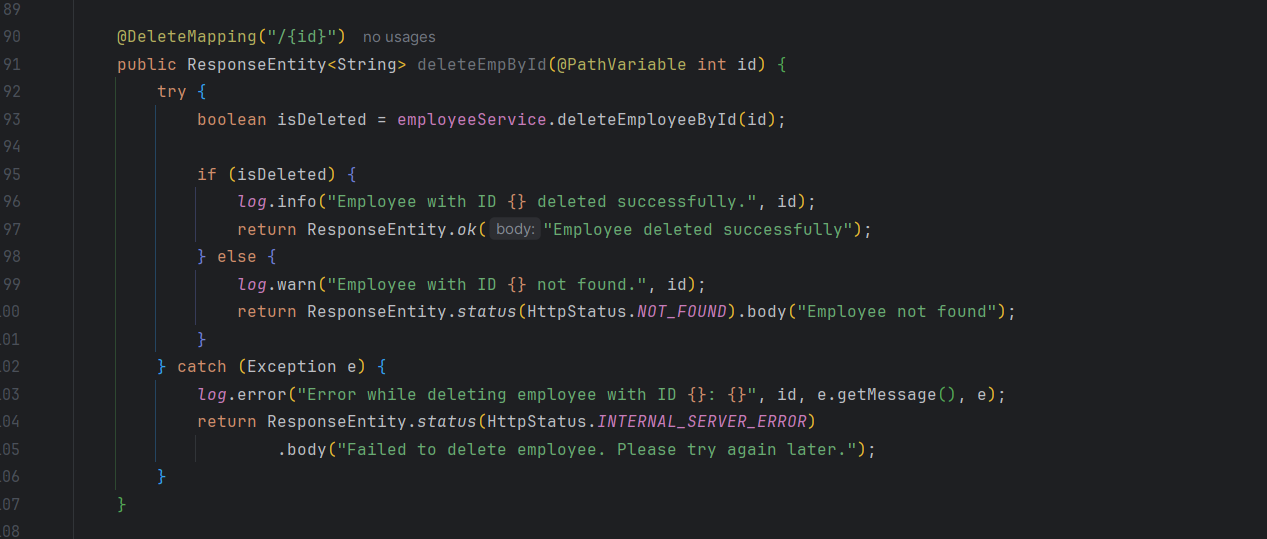 89
90 @DeleteMapping("/{id}") no usages
91 public ResponseEntity<String> deleteEmpById(@PathVariable int id) {
92 try {
93 boolean isDeleted = employeeService.deleteEmployeeById(id);
94
95 if (isDeleted) {
96 log.info("Employee with ID {} deleted successfully.", id);
97 return ResponseEntity.ok( body: "Employee deleted successfully");
98 } else {
99 log.warn("Employee with ID {} not found.", id);
00 return ResponseEntity.status(HttpStatus.NOT_FOUND).body("Employee not found");
01 }
02 } catch (Exception e) {
03 log.error("Error while deleting employee with ID {}: {}", id, e.getMessage(), e);
04 return ResponseEntity.status(HttpStatus.INTERNAL_SERVER_ERROR)
05 .body("Failed to delete employee. Please try again later.");
06 }
07 }
08